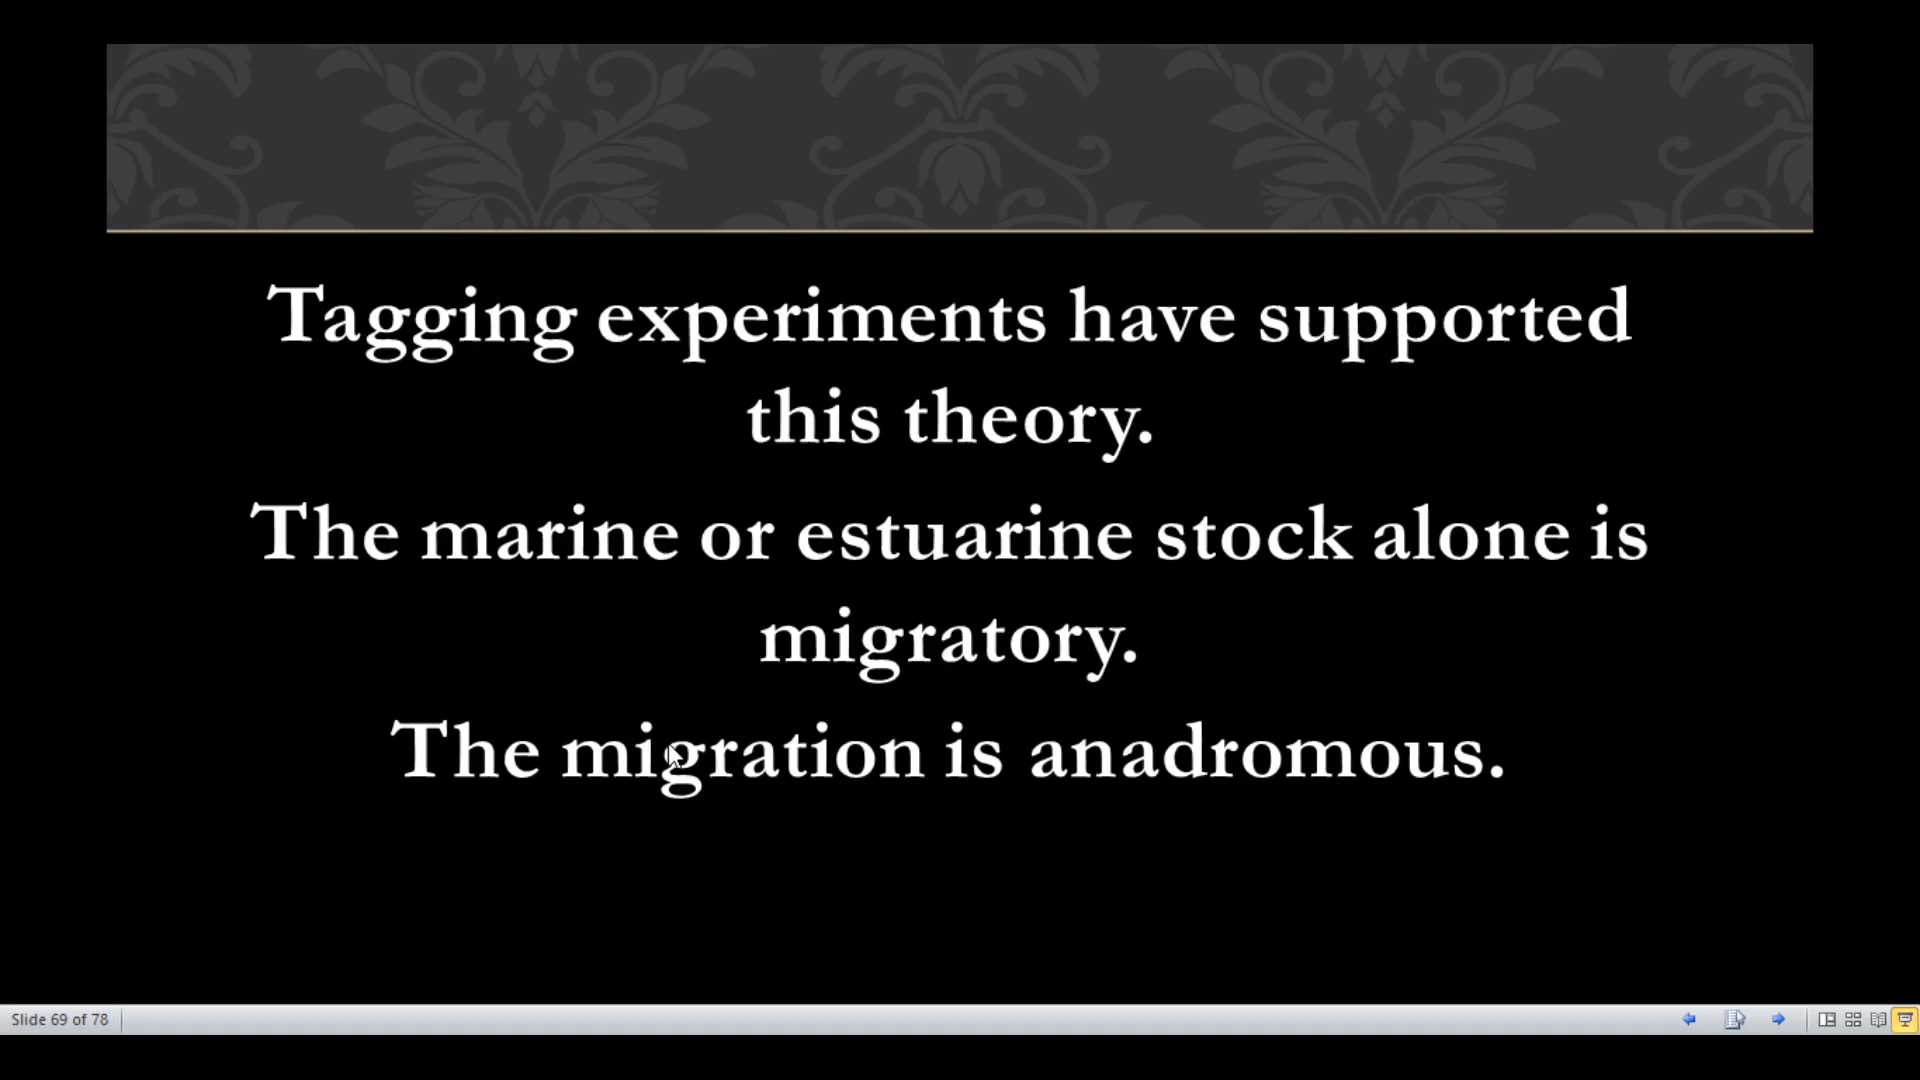 Tagging experiments have supported
this theory.
The marine or estuarine stock alone is
migratory.
The migration is anadromous.
Slide 69 of 78